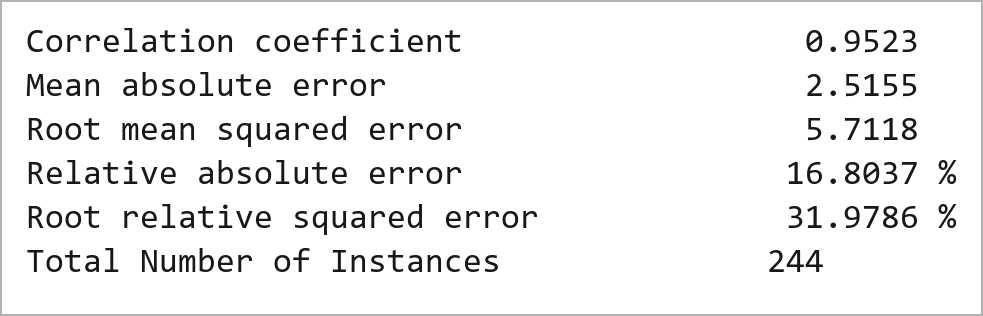 Correlation coefficient 0.9523
Mean absolute error 2.5155
Root mean squared error 5.7118
Relative absolute error 16.8037 %
Root relative squared error 31.9786 %
Total Number of Instances 244